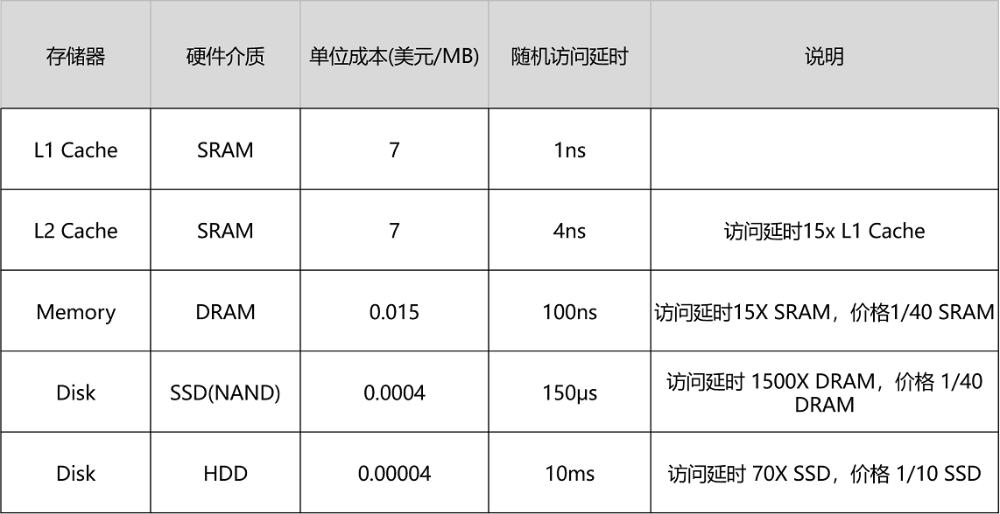 存储器 硬件介质 单位成本(美元/MB) 随机访问延时 说明
L1 Cache SRAM 7 1ns
L2 Cache SRAM 7 4ns 访问延时15x L1 Cache
Memory DRAM 0.015 100ns 访问延时15X SRAM，价格1/40 SRAM
Disk SSD(NAND) 0.0004 150μs 访问延时 1500X DRAM，价格 1/40
DRAM
Disk HDD 0.00004 10ms 访问延时 70X SSD，价格 1/10 SSD